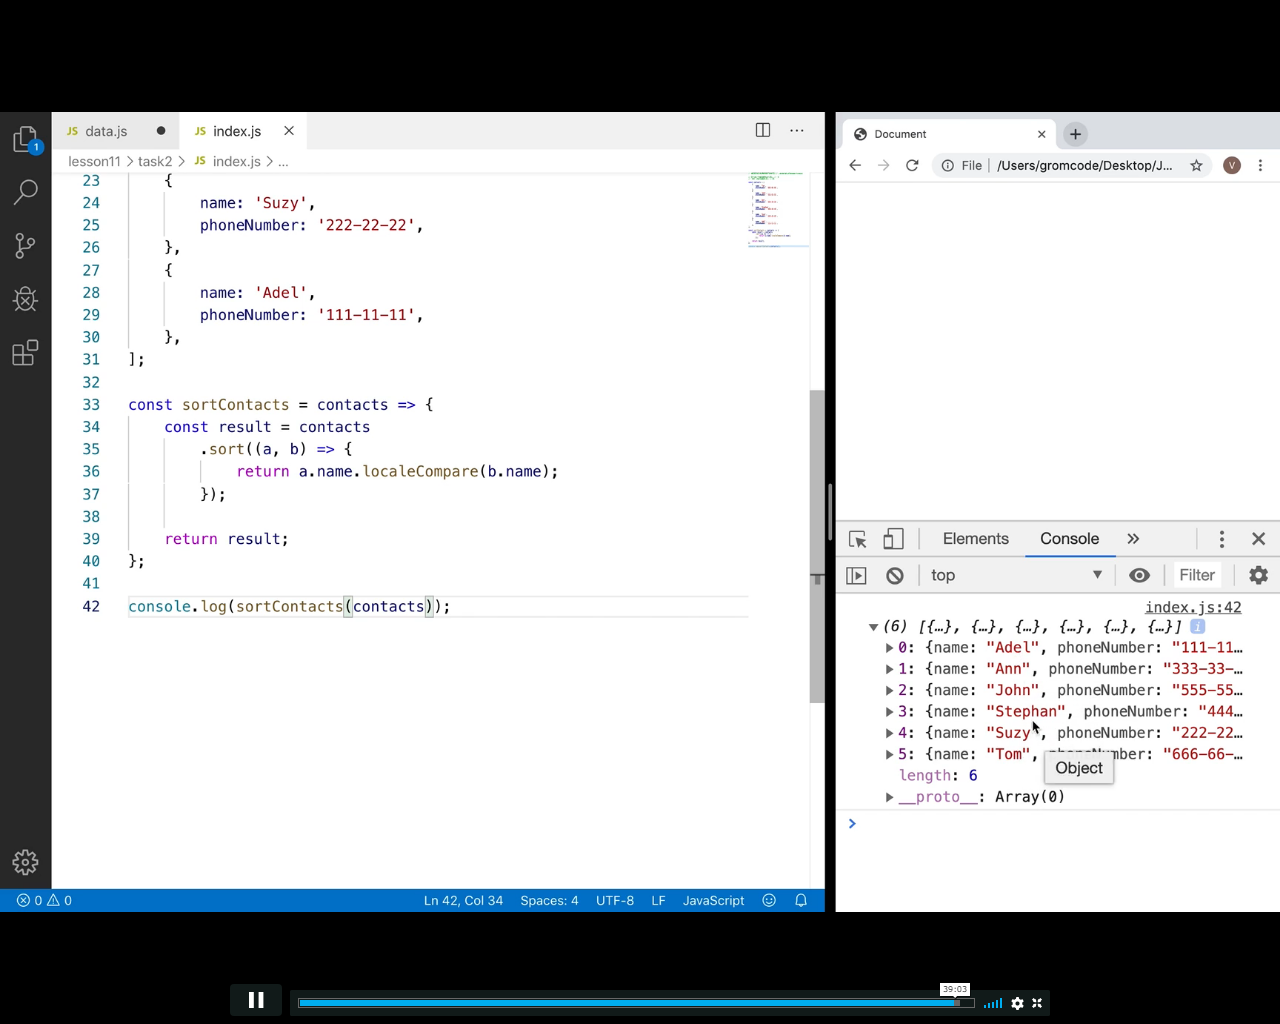 JS data.js
JS index.js
1
lesson11 > task2 > JS index.js > ...
23 {
24 name: 'Suzy',
25 phoneNumber: '222-22-22',
26 },
27 {
28 name: 'Adel',
29 phoneNumber: '111-11-11',
30 },
31 ];
32
33 const sortContacts = contacts => {
34 const result = contacts
35 .sort((a, b) => {
36 return a.name.localeCompare(b.name);
37 });
38
39 return result;
40 };
41
42 console.log(sortContacts(contacts));
0 0
Ln 42, Col 34 Spaces: 4 UTF-8 LF JavaScript
Document
File /Users/gromcode/Desktop/J... V
Elements Console
top Filter
index.js:42
(6) [{…}, {…}, {…}, {…}, {…}, {…}] i
0: {name: "Adel", phoneNumber: "111-11…
1: {name: "Ann", phoneNumber: "333-33-…
2: {name: "John", phoneNumber: "555-55…
3: {name: "Stephan", phoneNumber: "444…
4: {name: "Suzy", phoneNumber: "222-22…
5: {name: "Tom", phoneNumber: "666-66-…
Object
length: 6
__proto__: Array(0)
39:03